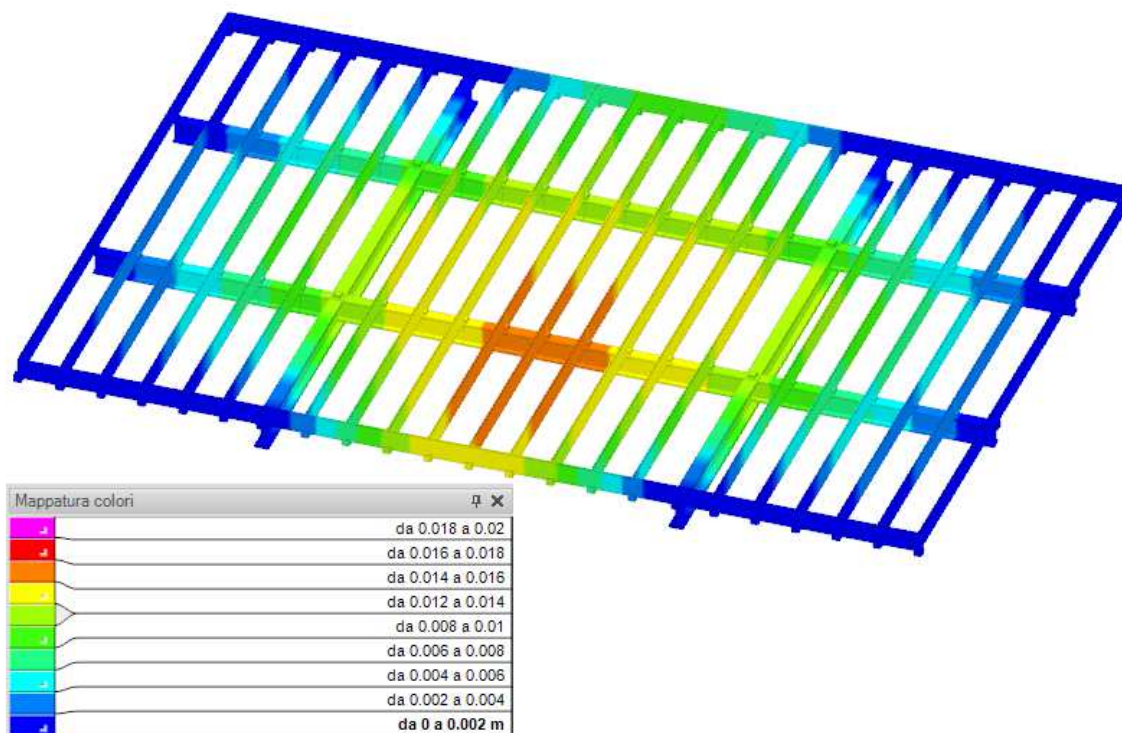 Mappatura colori
da 0.018 a 0.02
da 0.016 a 0.018
da 0.014 a 0.016
da 0.012 a 0.014
da 0.008 a 0.01
da 0.006 a 0.008
da 0.004 a 0.006
da 0.002 a 0.004
da 0 a 0.002 m